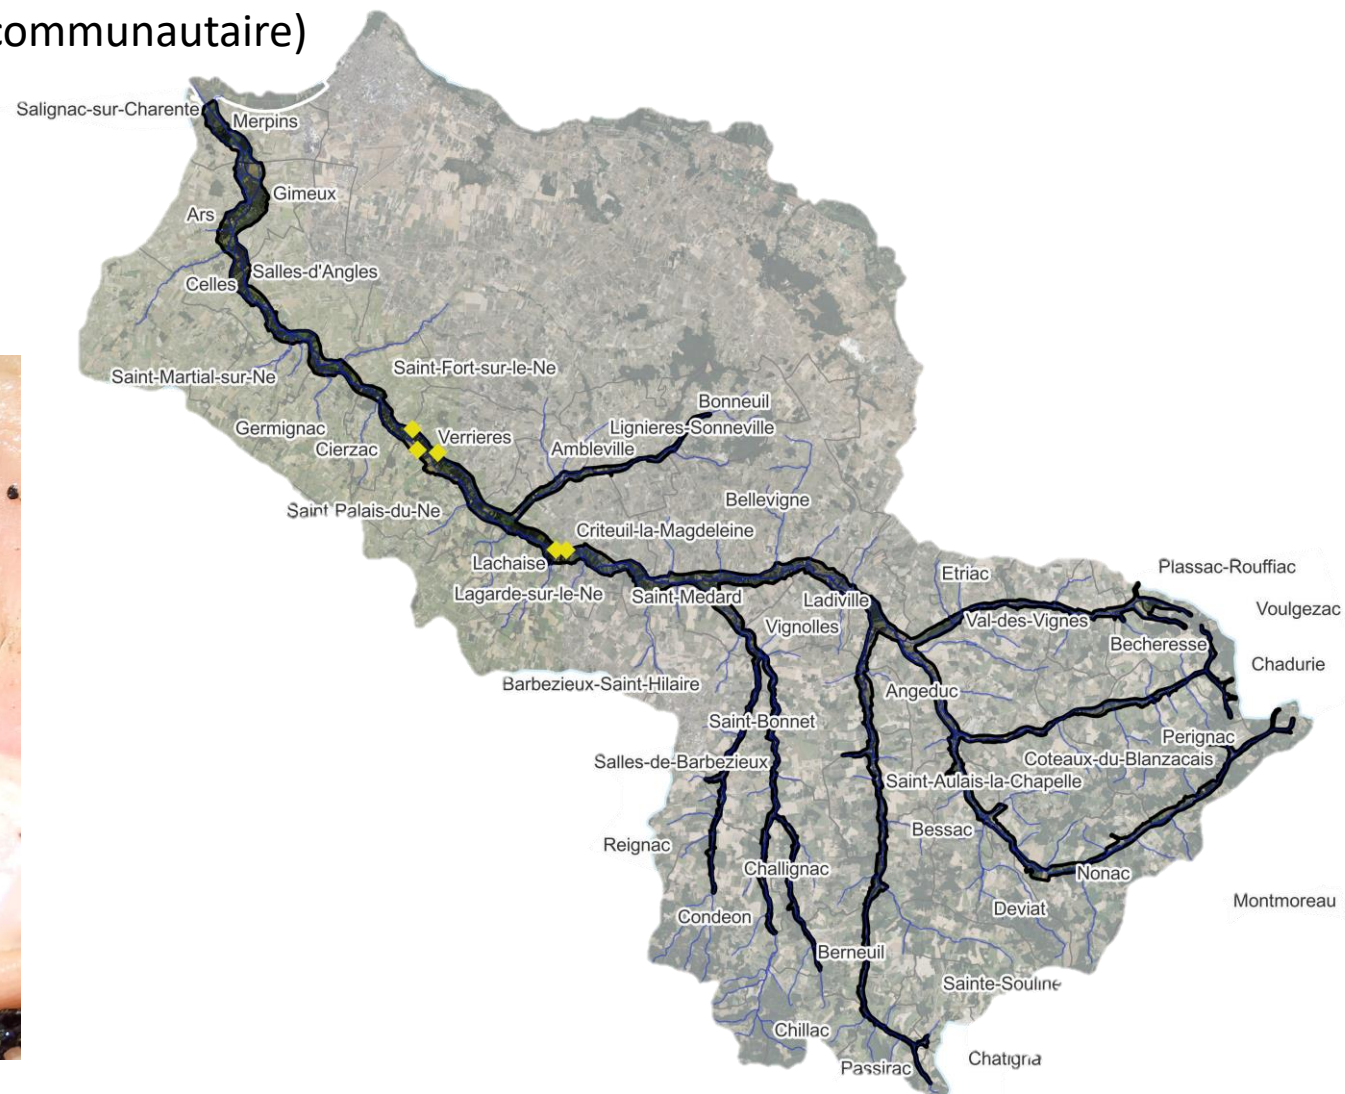 communautaire)
Salignac-sur-Charente
Merpins
Gimeux
Ars
Salles-d'Angles
Celles
Saint-Fort-sur-le-Ne
Saint-Martial-sur-Ne
Bonneuil
Germignac
Lignieres-Sonneville
Verrieres
Cierzac
Ambleville
Bellevigne
Saint Palais-du-Ne
Criteuil-la-Magdeleine
Lachaise
Etriac
Plassac-Rouffiac
Lagarde-sur-le-Ne
Saint-Medard
Ladiville
Voulgezac
Val-des-Vignes
Vignolles
Becheresse
Chadurie
Barbezieux-Saint-Hilaire
Angeduc
Saint-Bonnet
Perignac
Salles-de-Barbezieux
Coteaux-du-Blanzacais
Saint-Aulais-la-Chapelle
Reignac
Bessac
Challignac
Nonac
Montmoreau
Condeon
Deviat
Berneuil
Sainte-Souline
Chillac
Passirac